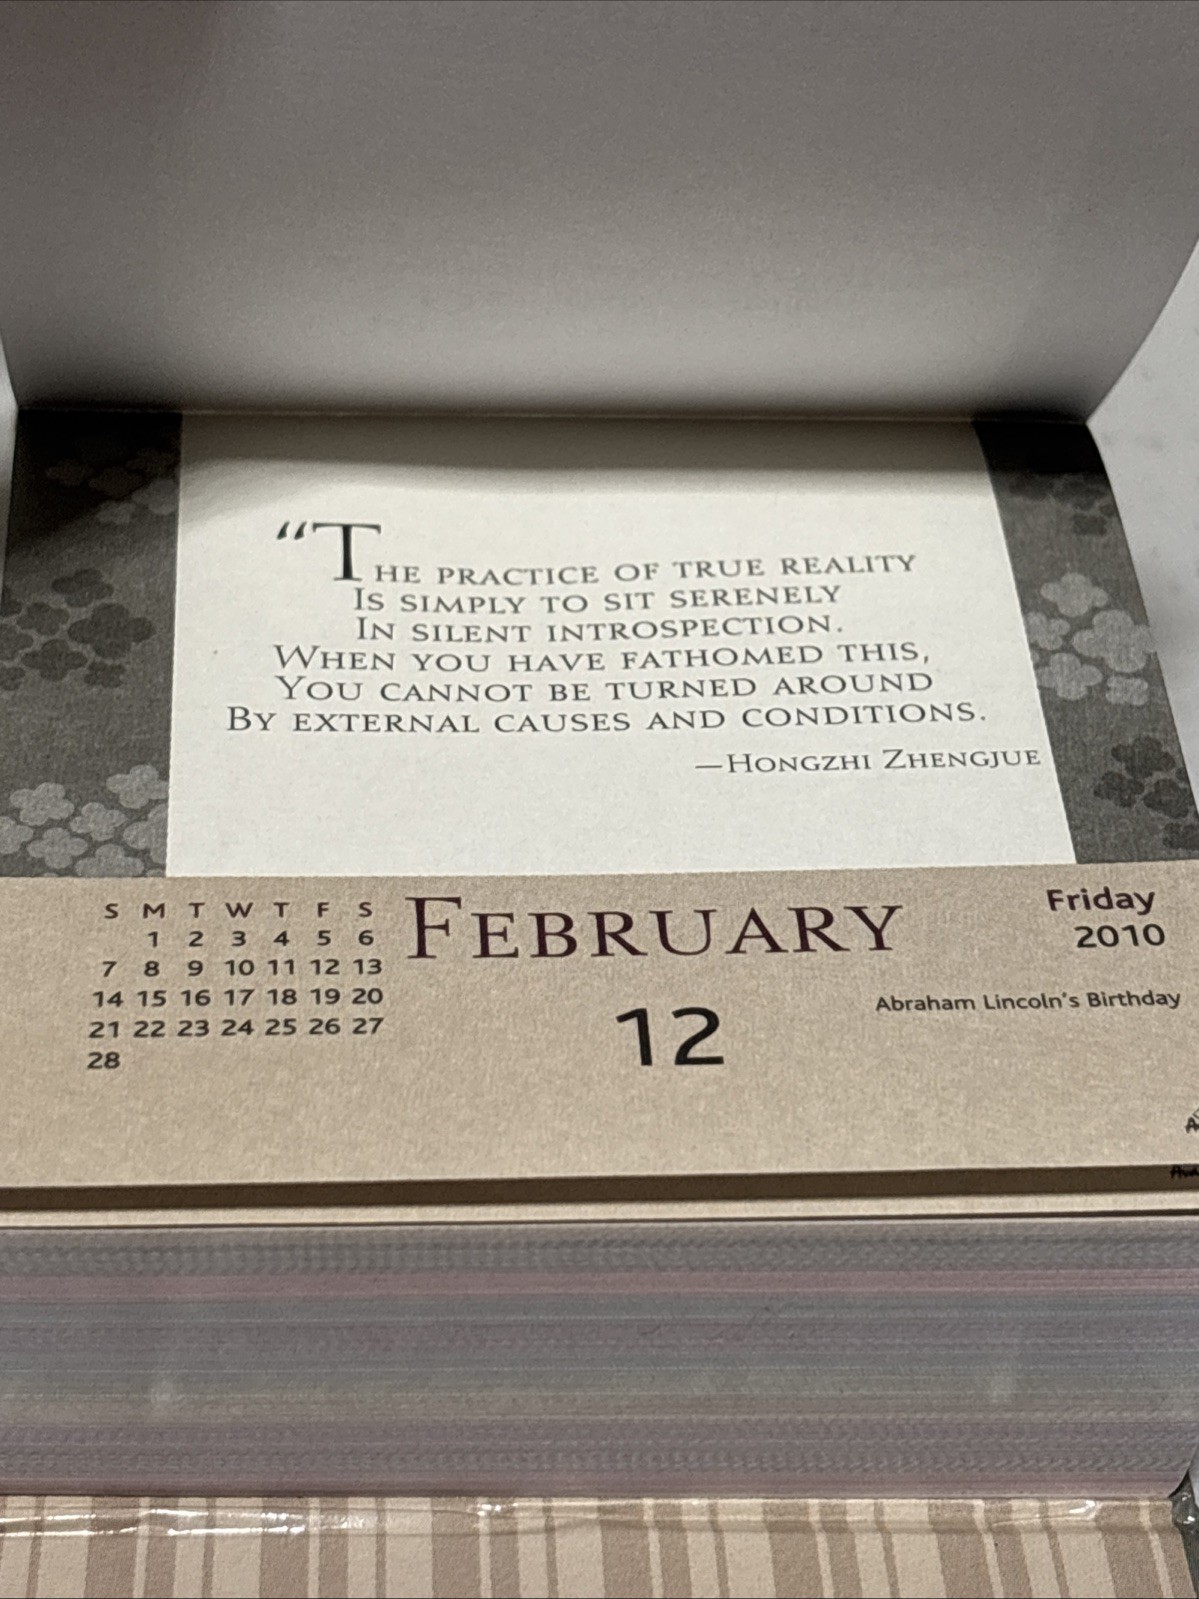 “The practice of true reality
Is simply to sit serenely
In silent introspection.
When you have fathomed this,
You cannot be turned around
By external causes and conditions.
—Hongzhi Zhengjue
S M T W T F S
1 2 3 4 5 6
7 8 9 10 11 12 13
14 15 16 17 18 19 20
21 22 23 24 25 26 27
28
February
12
Friday
2010
Abraham Lincoln's Birthday